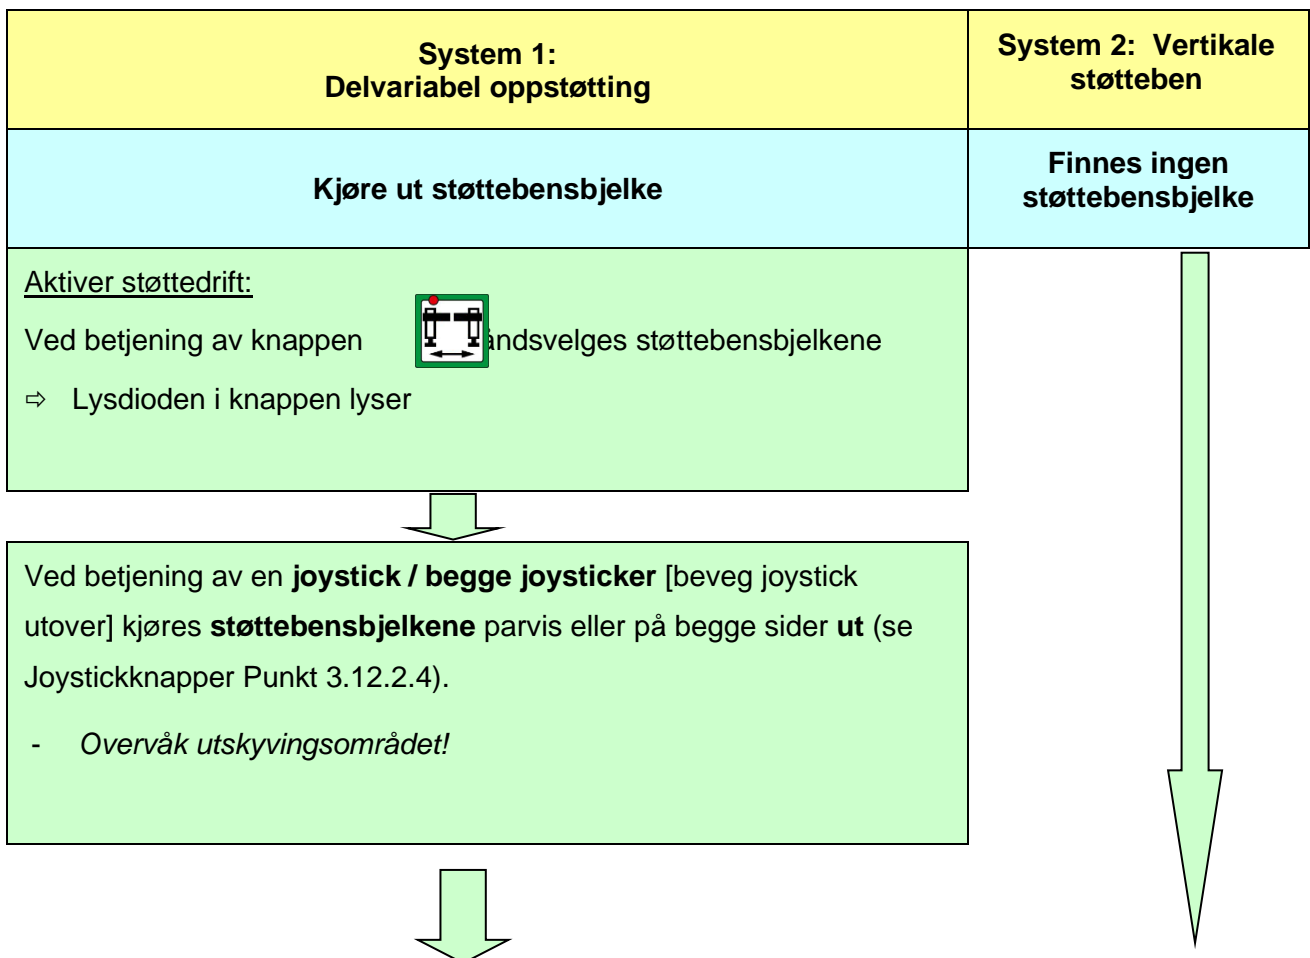 System 1:
Delvariabel oppstøtting
System 2: Vertikale
støtteben
Kjøre ut støttebensbjelke
Finnes ingen
støttebensbjelke
Aktiver støttedrift:
Ved betjening av knappen åndsvelges støttebensbjelkene
⇨ Lysdioden i knappen lyser
Ved betjening av en joystick / begge joysticker [beveg joystick
utover] kjøres støttebensbjelkene parvis eller på begge sider ut (se
Joystickknapper Punkt 3.12.2.4).
- Overvåk utskyvingsområdet!